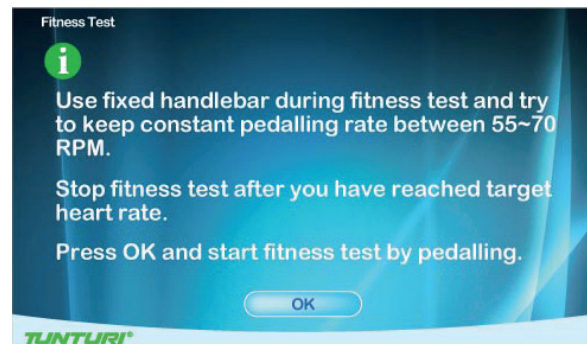 Fitness Test
i
Use fixed handlebar during fitness test and try
to keep constant pedalling rate between 55~70
RPM.
Stop fitness test after you have reached target
heart rate.
Press OK and start fitness test by pedalling.
OK
TUNTURI®